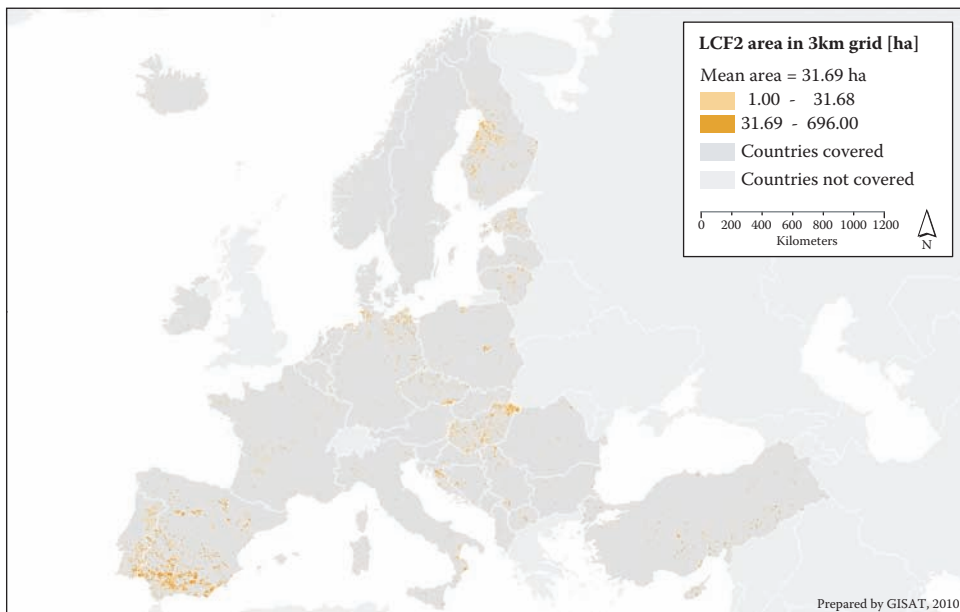 LCF2 area in 3km grid [ha]
Mean area = 31.69 ha
1.00 - 31.68
31.69 - 696.00
Countries covered
Countries not covered
0 200 400 600 800 1000 1200
Kilometers
N
Prepared by GISAT, 2010